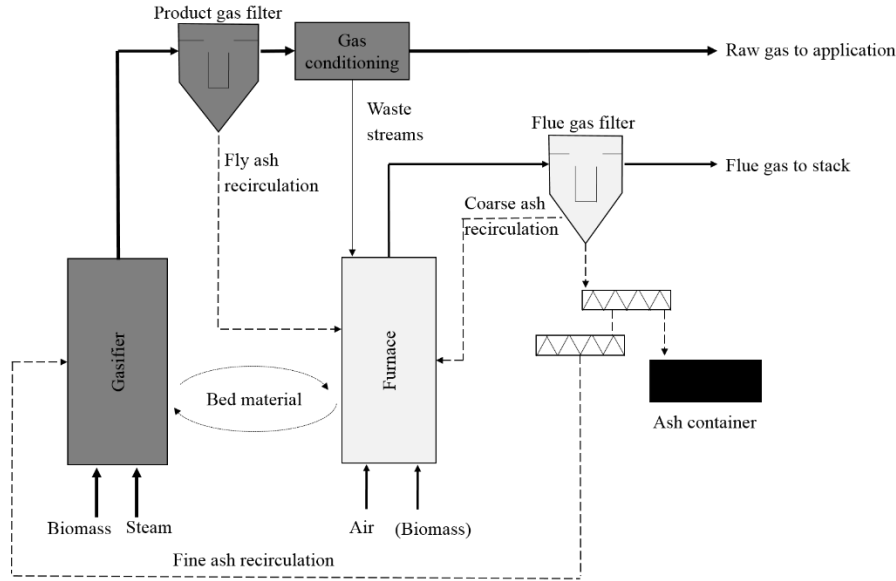 Product gas filter
Gas
conditioning
Raw gas to application
Waste
streams
Flue gas filter
Fly ash
recirculation
Flue gas to stack
Coarse ash
recirculation
Gasifier
Furnace
Bed material
Ash container
Biomass
Steam
Air
(Biomass)
Fine ash recirculation